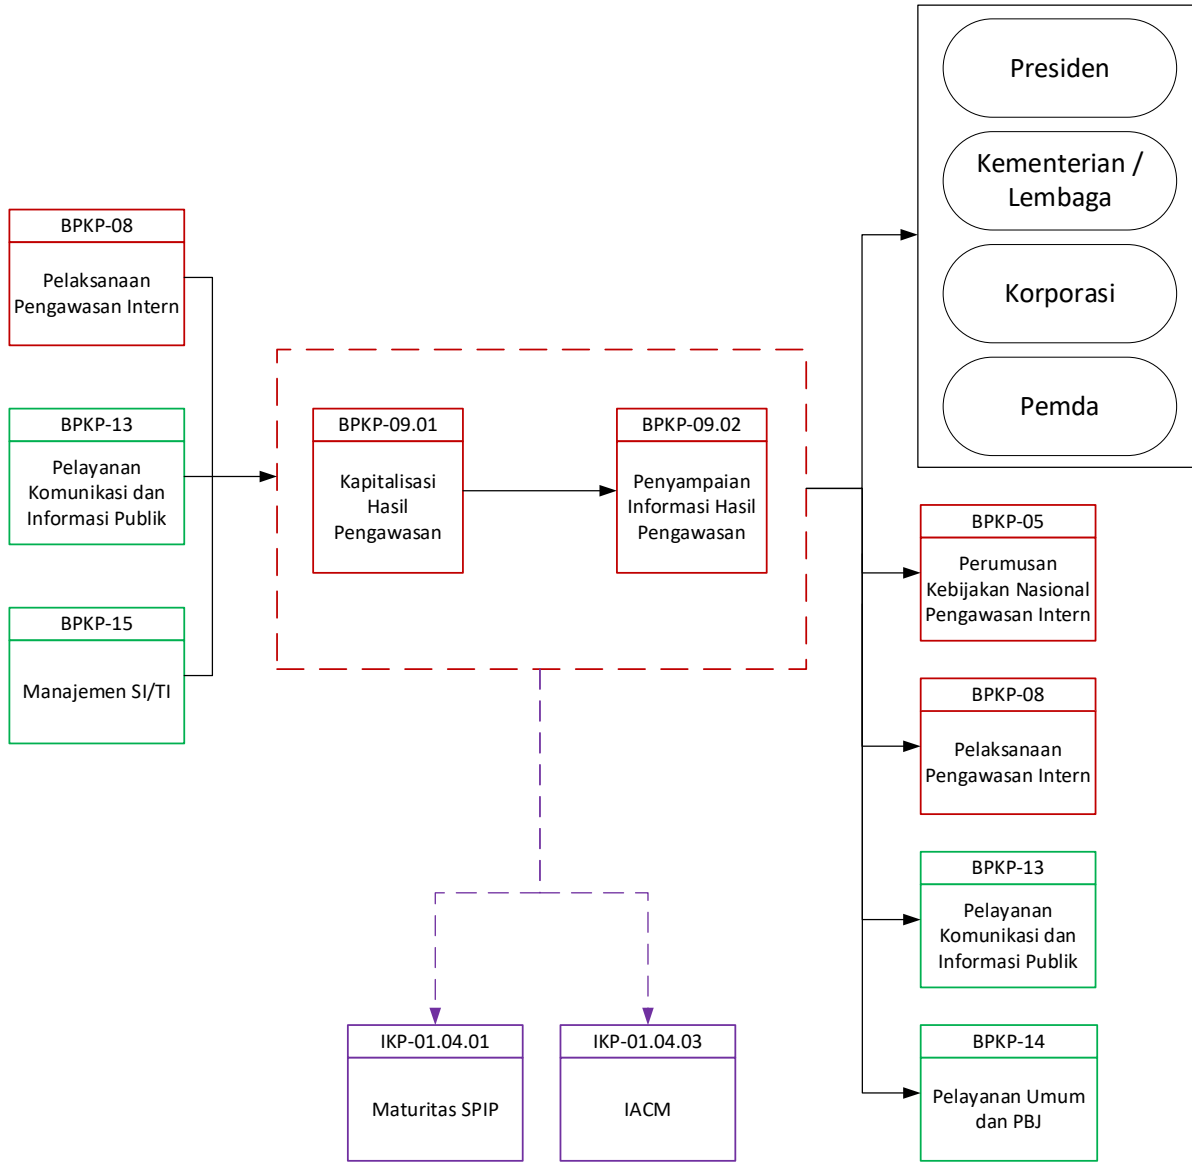 BPKP-08
Pelaksanaan
Pengawasan Intern
BPKP-13
Pelayanan
Komunikasi dan
Informasi Publik
BPKP-15
Manajemen SI/TI
BPKP-09.01
Kapitalisasi
Hasil
Pengawasan
BPKP-09.02
Penyampaian
Informasi Hasil
Pengawasan
IKP-01.04.01
Maturitas SPIP
IKP-01.04.03
IACM
Presiden
Kementerian /
Lembaga
Korporasi
Pemda
BPKP-05
Perumusan
Kebijakan Nasional
Pengawasan Intern
BPKP-08
Pelaksanaan
Pengawasan Intern
BPKP-13
Pelayanan
Komunikasi dan
Informasi Publik
BPKP-14
Pelayanan Umum
dan PBJ